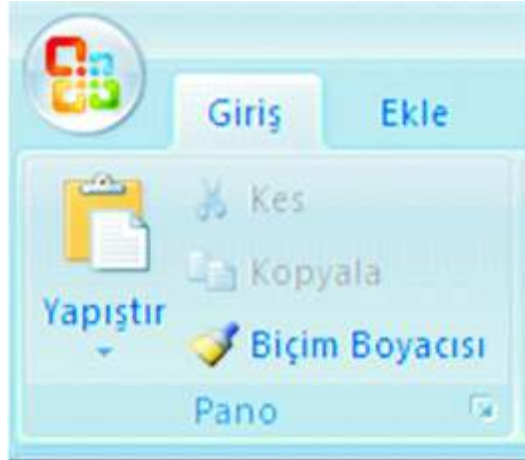 Giriş Ekle
Kes
Kopyala
Yapıştır
Biçim Boyacısı
Pano